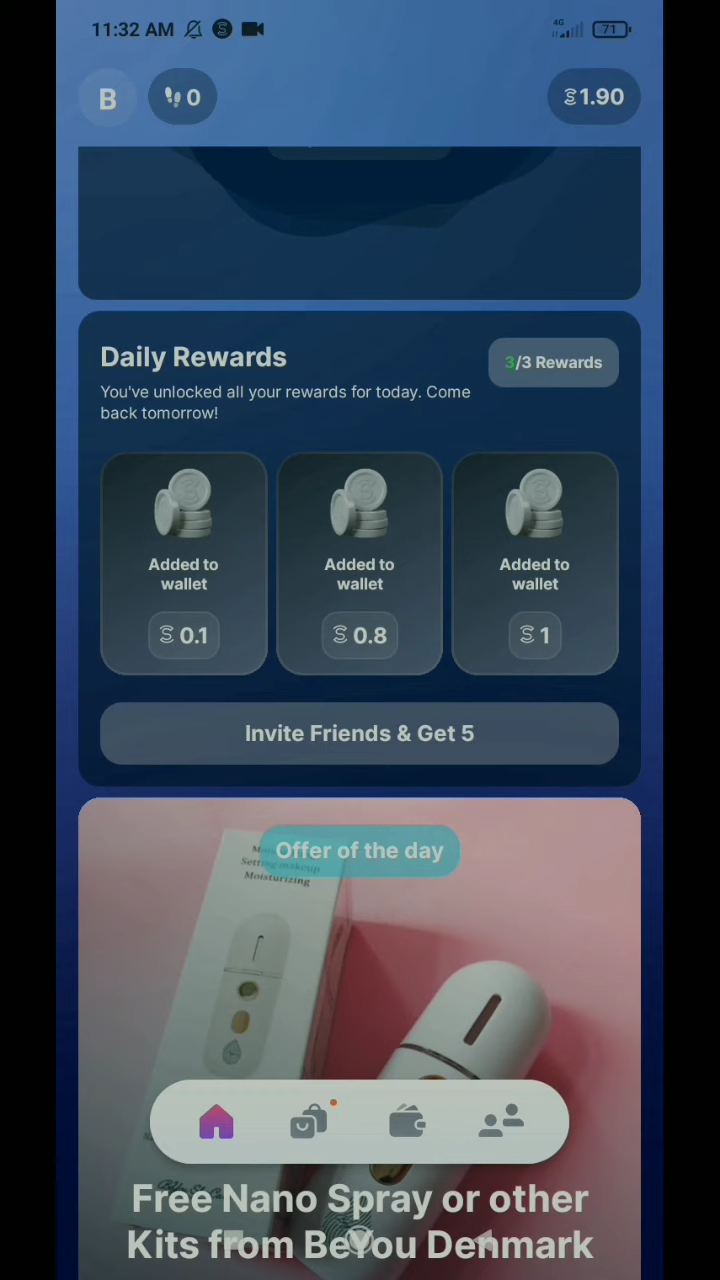 11:32 AM
4G
71
B
0
1.90
Daily Rewards
3/3 Rewards
You've unlocked all your rewards for today. Come
back tomorrow!
Added to
wallet
0.1
Added to
wallet
0.8
Added to
wallet
1
Invite Friends & Get 5
Offer of the day
Setting makeup
Moisturizing
Free Nano Spray or other
Kits from BeYou Denmark